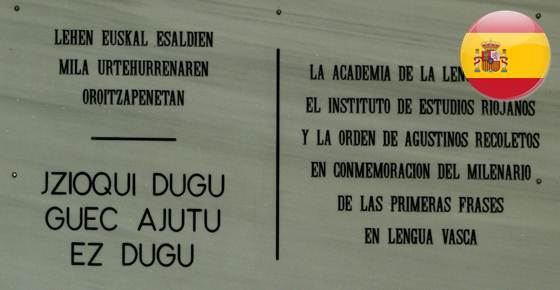 LEHEN EUSKAL ESALDIEN
MILA URTEHURRENAREN
OROITZAPENETAN
JZIOQUI DUGU
GUEC AJUTU
EZ DUGU
LA ACADEMIA DE LA
EL INSTITUTO DE ESTUDIOS RIOJANOS
Y LA ORDEN DE AGUSTINOS RECOLETOS
EN CONMEMORACION DEL MILENARIO
DE LAS PRIMERAS FRASES
EN LENGUA VASCA